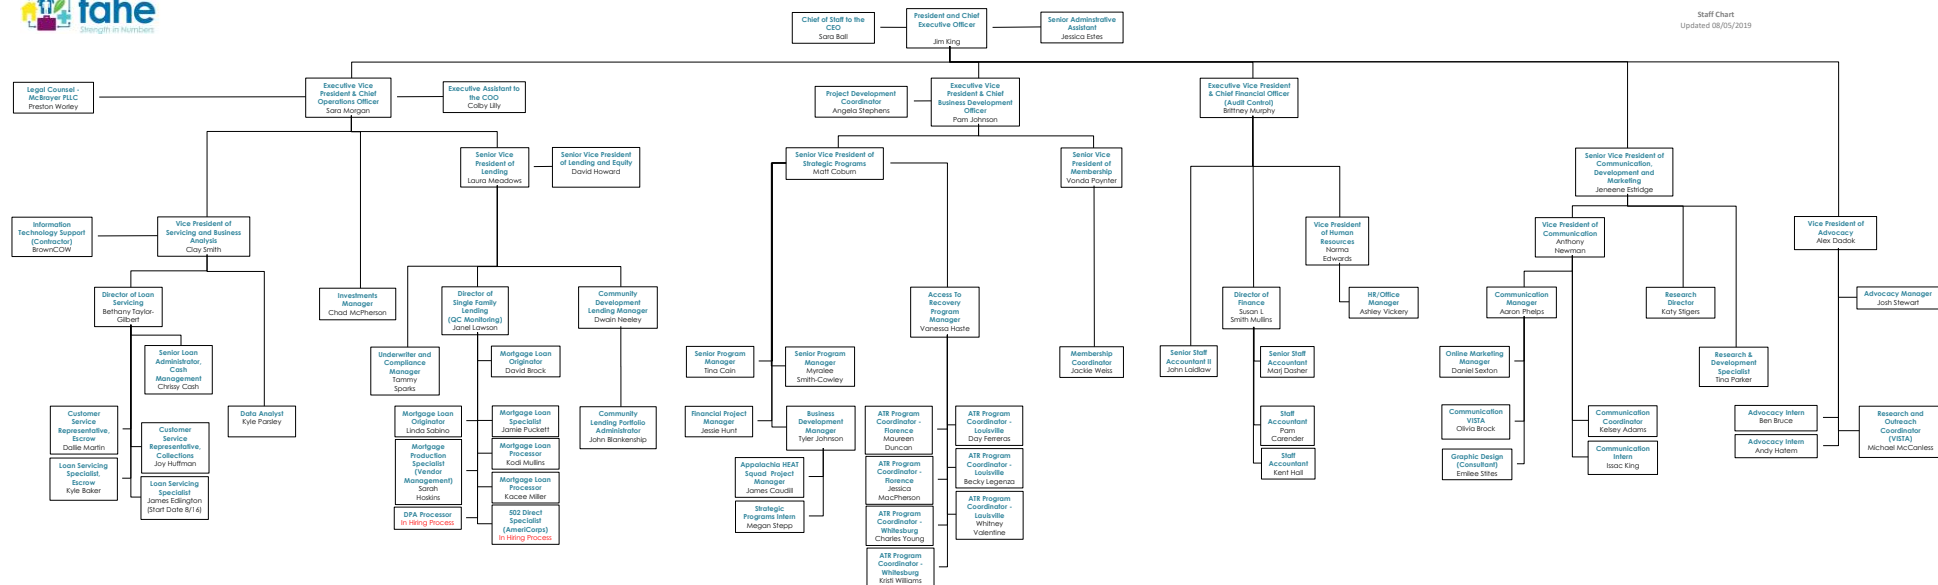 fahe
Strength in Numbers
Staff Chart
Updated 08/05/2019
Chief of Staff to the
CEO
Sara Ball
President and Chief
Executive Officer
Jim King
Senior Adminstrative
Assistant
Jessica Estes
Legal Counsel -
McBrayer PLLC
Preston Worley
Executive Vice
President & Chief
Operations Officer
Sara Morgan
Executive Assistant to
the COO
Colby Lilly
Project Development
Coordinator
Angela Stephens
Executive Vice
President & Chief
Business Development
Officer
Pam Johnson
Executive Vice President
& Chief Financial Officer
(Audit Control)
Brittney Murphy
Senior Vice
President of
Lending
Laura Meadows
Senior Vice President
of Lending and Equity
David Howard
Senior Vice President of
Strategic Programs
Matt Coburn
Senior Vice
President of
Membership
Vonda Poynter
Senior Vice President of
Communication,
Development and
Marketing
Jeneene Estridge
Information
Technology Support
(Contractor)
BrownCOW
Vice President of
Servicing and Business
Analysis
Clay Smith
Vice President
of Human
Resources
Norma
Edwards
Vice President of
Communication
Anthony
Newman
Vice President of
Advocacy
Alex Dadok
Director of Loan
Servicing
Bethany Taylor-
Gilbert
Investments
Manager
Chad McPherson
Director of
Single Family
Lending
(QC Monitoring)
Janel Lawson
Community
Development
Lending Manager
Dwain Neeley
Access To
Recovery
Program
Manager
Vanessa Haste
Director of
Finance
Susan L
Smith Mullins
HR/Office
Manager
Ashley Vickery
Communication
Manager
Aaron Phelps
Research
Director
Katy Stigers
Advocacy Manager
Josh Stewart
Senior Loan
Administrator,
Cash
Management
Chrissy Cash
Underwriter and
Compliance
Manager
Tammy
Sparks
Mortgage Loan
Originator
David Brock
Senior Program
Manager
Tina Cain
Senior Program
Manager
Myralee
Smith-Cowley
Membership
Coordinator
Jackie Weiss
Senior Staff
Accountant II
John Laidlaw
Senior Staff
Accountant
Marj Dasher
Online Marketing
Manager
Daniel Sexton
Research &
Development
Specialist
Tina Parker
Customer
Service
Representative,
Escrow
Dallie Martin
Customer
Service
Representative,
Collections
Joy Huffman
Data Analyst
Kyle Parsley
Mortgage Loan
Originator
Linda Sabino
Mortgage Loan
Specialist
Jamie Puckett
Community
Lending Portfolio
Administrator
John Blankenship
Financial Project
Manager
Jessie Hunt
Business
Development
Manager
Tyler Johnson
ATR Program
Coordinator -
Florence
Maureen
Duncan
ATR Program
Coordinator -
Louisville
Day Ferreras
Staff
Accountant
Pam
Carender
Communication
VISTA
Olivia Brock
Communication
Coordinator
Kelsey Adams
Advocacy Intern
Ben Bruce
Research and
Outreach
Coordinator
(VISTA)
Michael McCanless
Loan Servicing
Specialist,
Escrow
Kyle Baker
Loan Servicing
Specialist
James Edington
(Start Date 8/16)
Mortgage
Production
Specialist
(Vendor
Management)
Sarah
Hoskins
Mortgage Loan
Processor
Kodi Mullins
Mortgage Loan
Processor
Kacee Miller
Appalachia HEAT
Squad Project
Manager
James Caudill
ATR Program
Coordinator -
Florence
Jessica
MacPherson
ATR Program
Coordinator -
Louisville
Becky Legenza
Staff
Accountant
Kent Hall
Graphic Design
(Consultant)
Emilee Stites
Communication
Intern
Issac King
Advocacy Intern
Andy Hatem
DPA Processor
In Hiring Process
502 Direct
Specialist
(AmeriCorps)
In Hiring Process
Strategic
Programs Intern
Megan Stepp
ATR Program
Coordinator -
Whitesburg
Charles Young
ATR Program
Coordinator -
Louisville
Whitney
Valentine
ATR Program
Coordinator -
Whitesburg
Kristi Williams